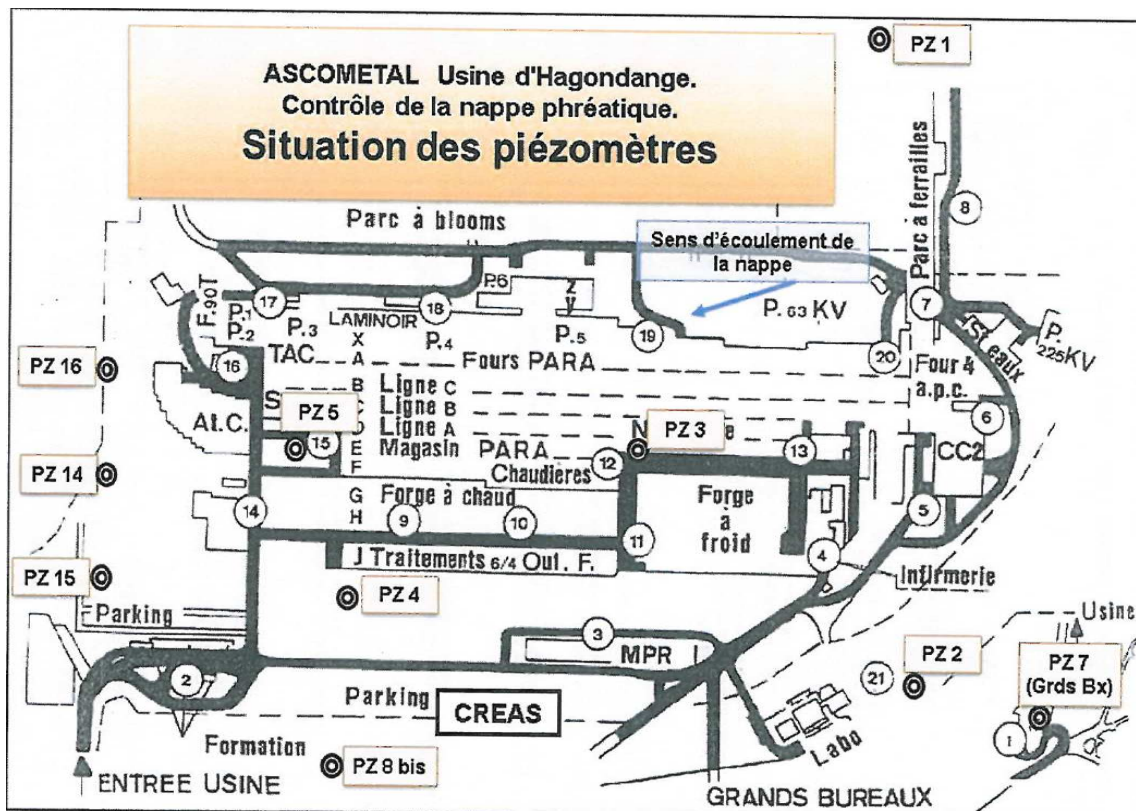 ASCOMETAL Usine d'Hagondange.
Contrôle de la nappe phréatique.
Situation des piézomètres
PZ 1
Parc à blooms
Sens d'écoulement de
la nappe
Parc à ferrailles
8
7
F.90T
17
P.1
P.2
P.3
LAMINOIR
18
P.4
P.6
P.5
19
P. 63 KV
20
St eaux
P.
225KV
PZ 16
16
TAC
X
A
Fours PARA
Four 4
a.p.c.
6
At.C.
B
Ligne C
Ligne B
Ligne A
PZ 5
15
E
F
Magasin PARA
PZ 3
12
13
CC2
Chaudières
PZ 14
14
G
H
Forge à chaud
9
10
11
Forge
à
froid
5
4
J Traitements 6/4 Out. F.
Infirmerie
PZ 15
Parking
PZ 4
3
MPR
Usine
PZ 2
21
PZ 7
(Grds Bx)
1
2
Parking
CREAS
Labo
Formation
PZ 8 bis
ENTREE USINE
GRANDS BUREAUX